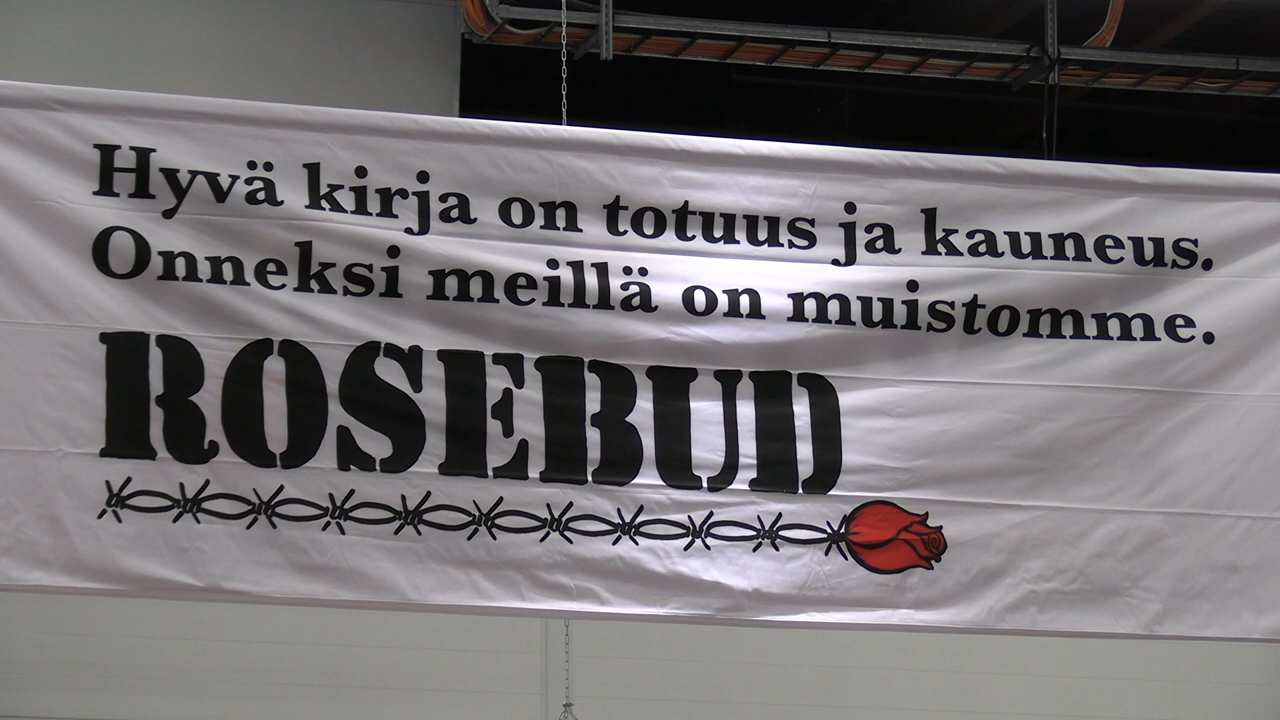 Hyvä kirja on totuus ja kauneus.
Onneksi meillä on muistomme.
ROSEBUD